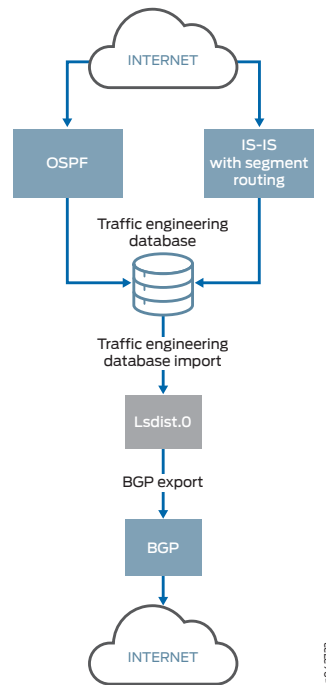 INTERNET
OSPF
IS-IS
with segment
routing
Traffic engineering
database
Traffic engineering
database import
Lsdist.0
BGP export
BGP
INTERNET